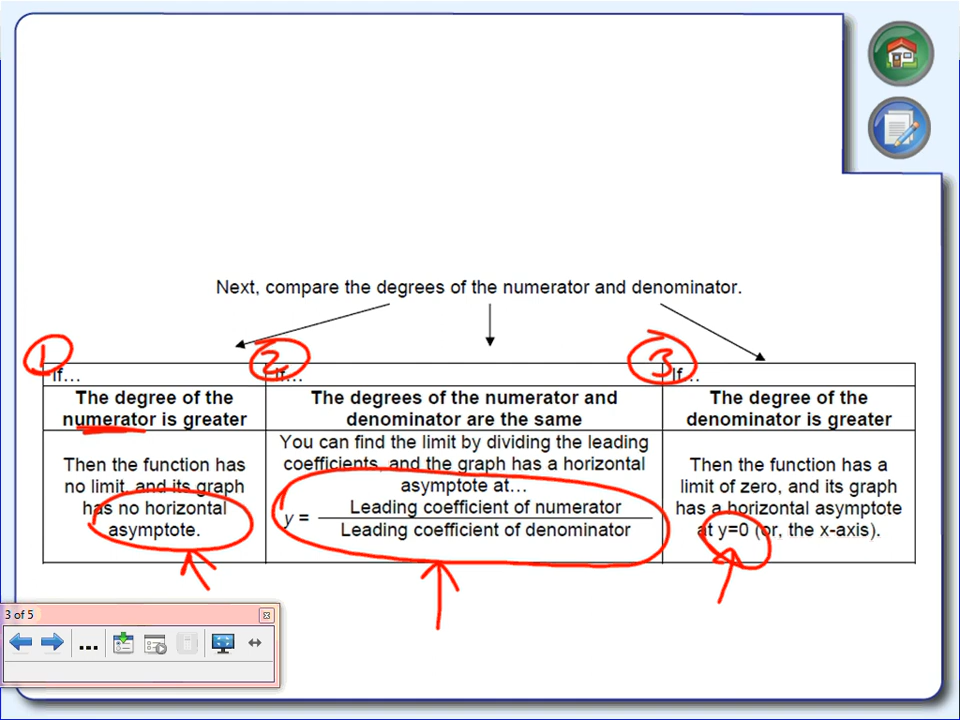 Next, compare the degrees of the numerator and denominator.
1
2
3
If…
If…
If…
The degree of the
numerator is greater
The degrees of the numerator and
denominator are the same
The degree of the
denominator is greater
Then the function has
no limit, and its graph
has no horizontal
asymptote.
You can find the limit by dividing the leading
coefficients, and the graph has a horizontal
asymptote at…
y =
Leading coefficient of numerator
Leading coefficient of denominator
Then the function has a
limit of zero, and its graph
has a horizontal asymptote
at y=0 (or, the x-axis).
3 of 5
...